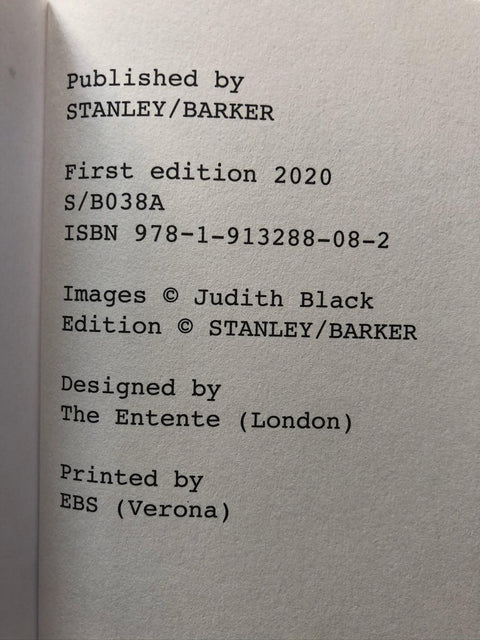 Published by
STANLEY/BARKER
First edition 2020
S/B038A
ISBN 978-1-913288-08-2
Images © Judith Black
Edition © STANLEY/BARKER
Designed by
The Entente (London)
Printed by
EBS (Verona)